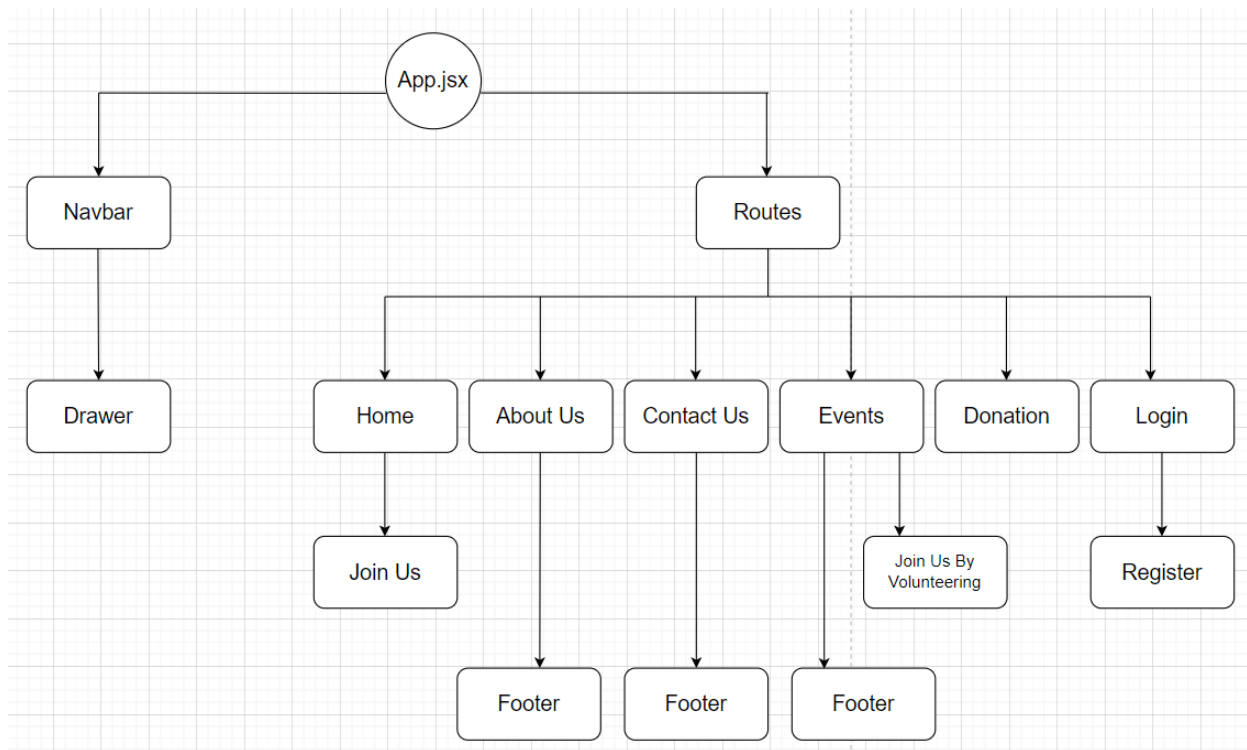 App.jsx
Navbar
Routes
Drawer
Home
About Us
Contact Us
Events
Donation
Login
Join Us
Join Us By
Volunteering
Register
Footer
Footer
Footer